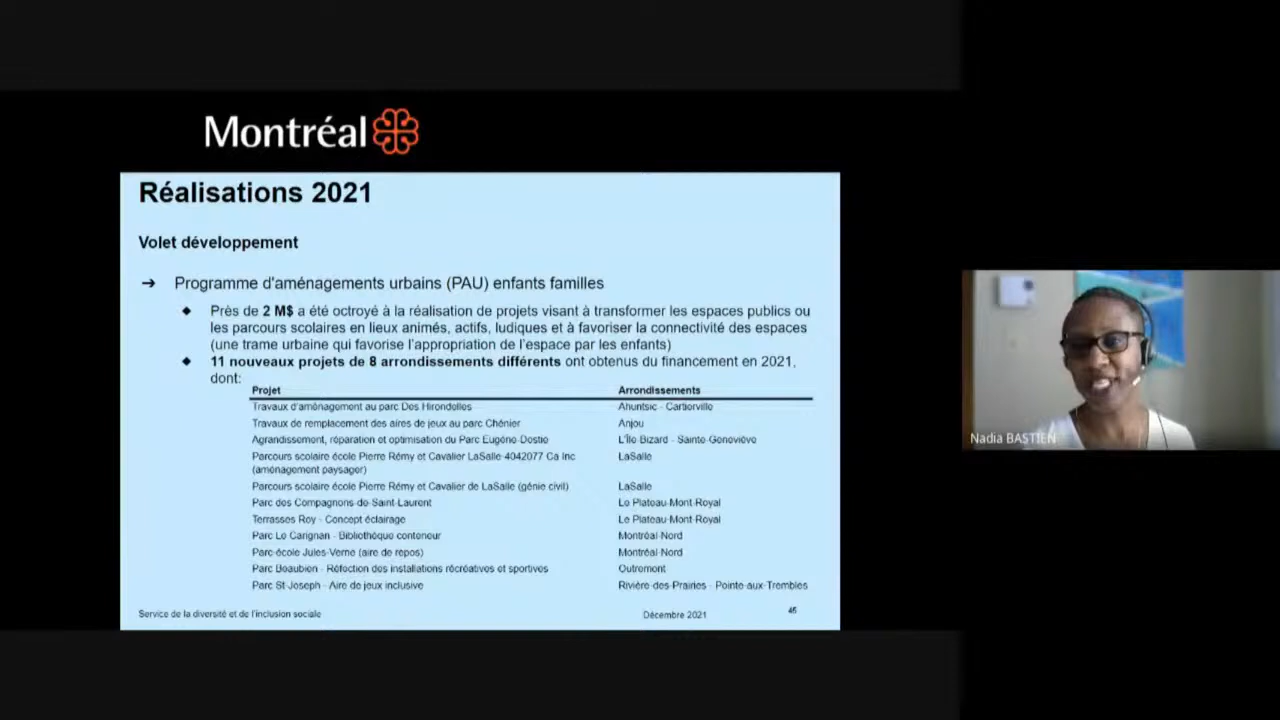 Montréal
Réalisations 2021
Volet développement
➔ Programme d'aménagements urbains (PAU) enfants familles
◆ Près de 2 M$ a été octroyé à la réalisation de projets visant à transformer les espaces publics ou
les parcours scolaires en lieux animés, actifs, ludiques et à favoriser la connectivité des espaces
(une trame urbaine qui favorise l'appropriation de l'espace par les enfants)
◆ 11 nouveaux projets de 8 arrondissements différents ont obtenus du financement en 2021,
dont:
Projet Arrondissements
Travaux d'aménagement au parc Des Hirondelles Ahuntsic - Cartierville
Travaux de remplacement des aires de jeux au parc Chénier Anjou
Agrandissement, réparation et optimisation du Parc Eugène-Dostie L'Île Bizard - Sainte-Geneviève
Parcours scolaire école Pierre Rémy et Cavalier LaSalle-4042077 Ca Inc LaSalle
(aménagement paysager)
Parcours scolaire école Pierre Rémy et Cavalier de LaSalle (génie civil) LaSalle
Parc des Compagnons-de-Saint-Laurent Le Plateau-Mont-Royal
Terrasses Roy - Concept éclairage Le Plateau-Mont-Royal
Parc Le Carignan - Bibliothèque conteneur Montréal-Nord
Parc-école Jules-Verne (aire de repos) Montréal-Nord
Parc Beaubien - Réfection des installations récréatives et sportives Outremont
Parc St-Joseph - Aire de jeux inclusive Rivière-des-Prairies - Pointe-aux-Trembles
Service de la diversité et de l'inclusion sociale Décembre 2021 45
Nadia BASTIEN